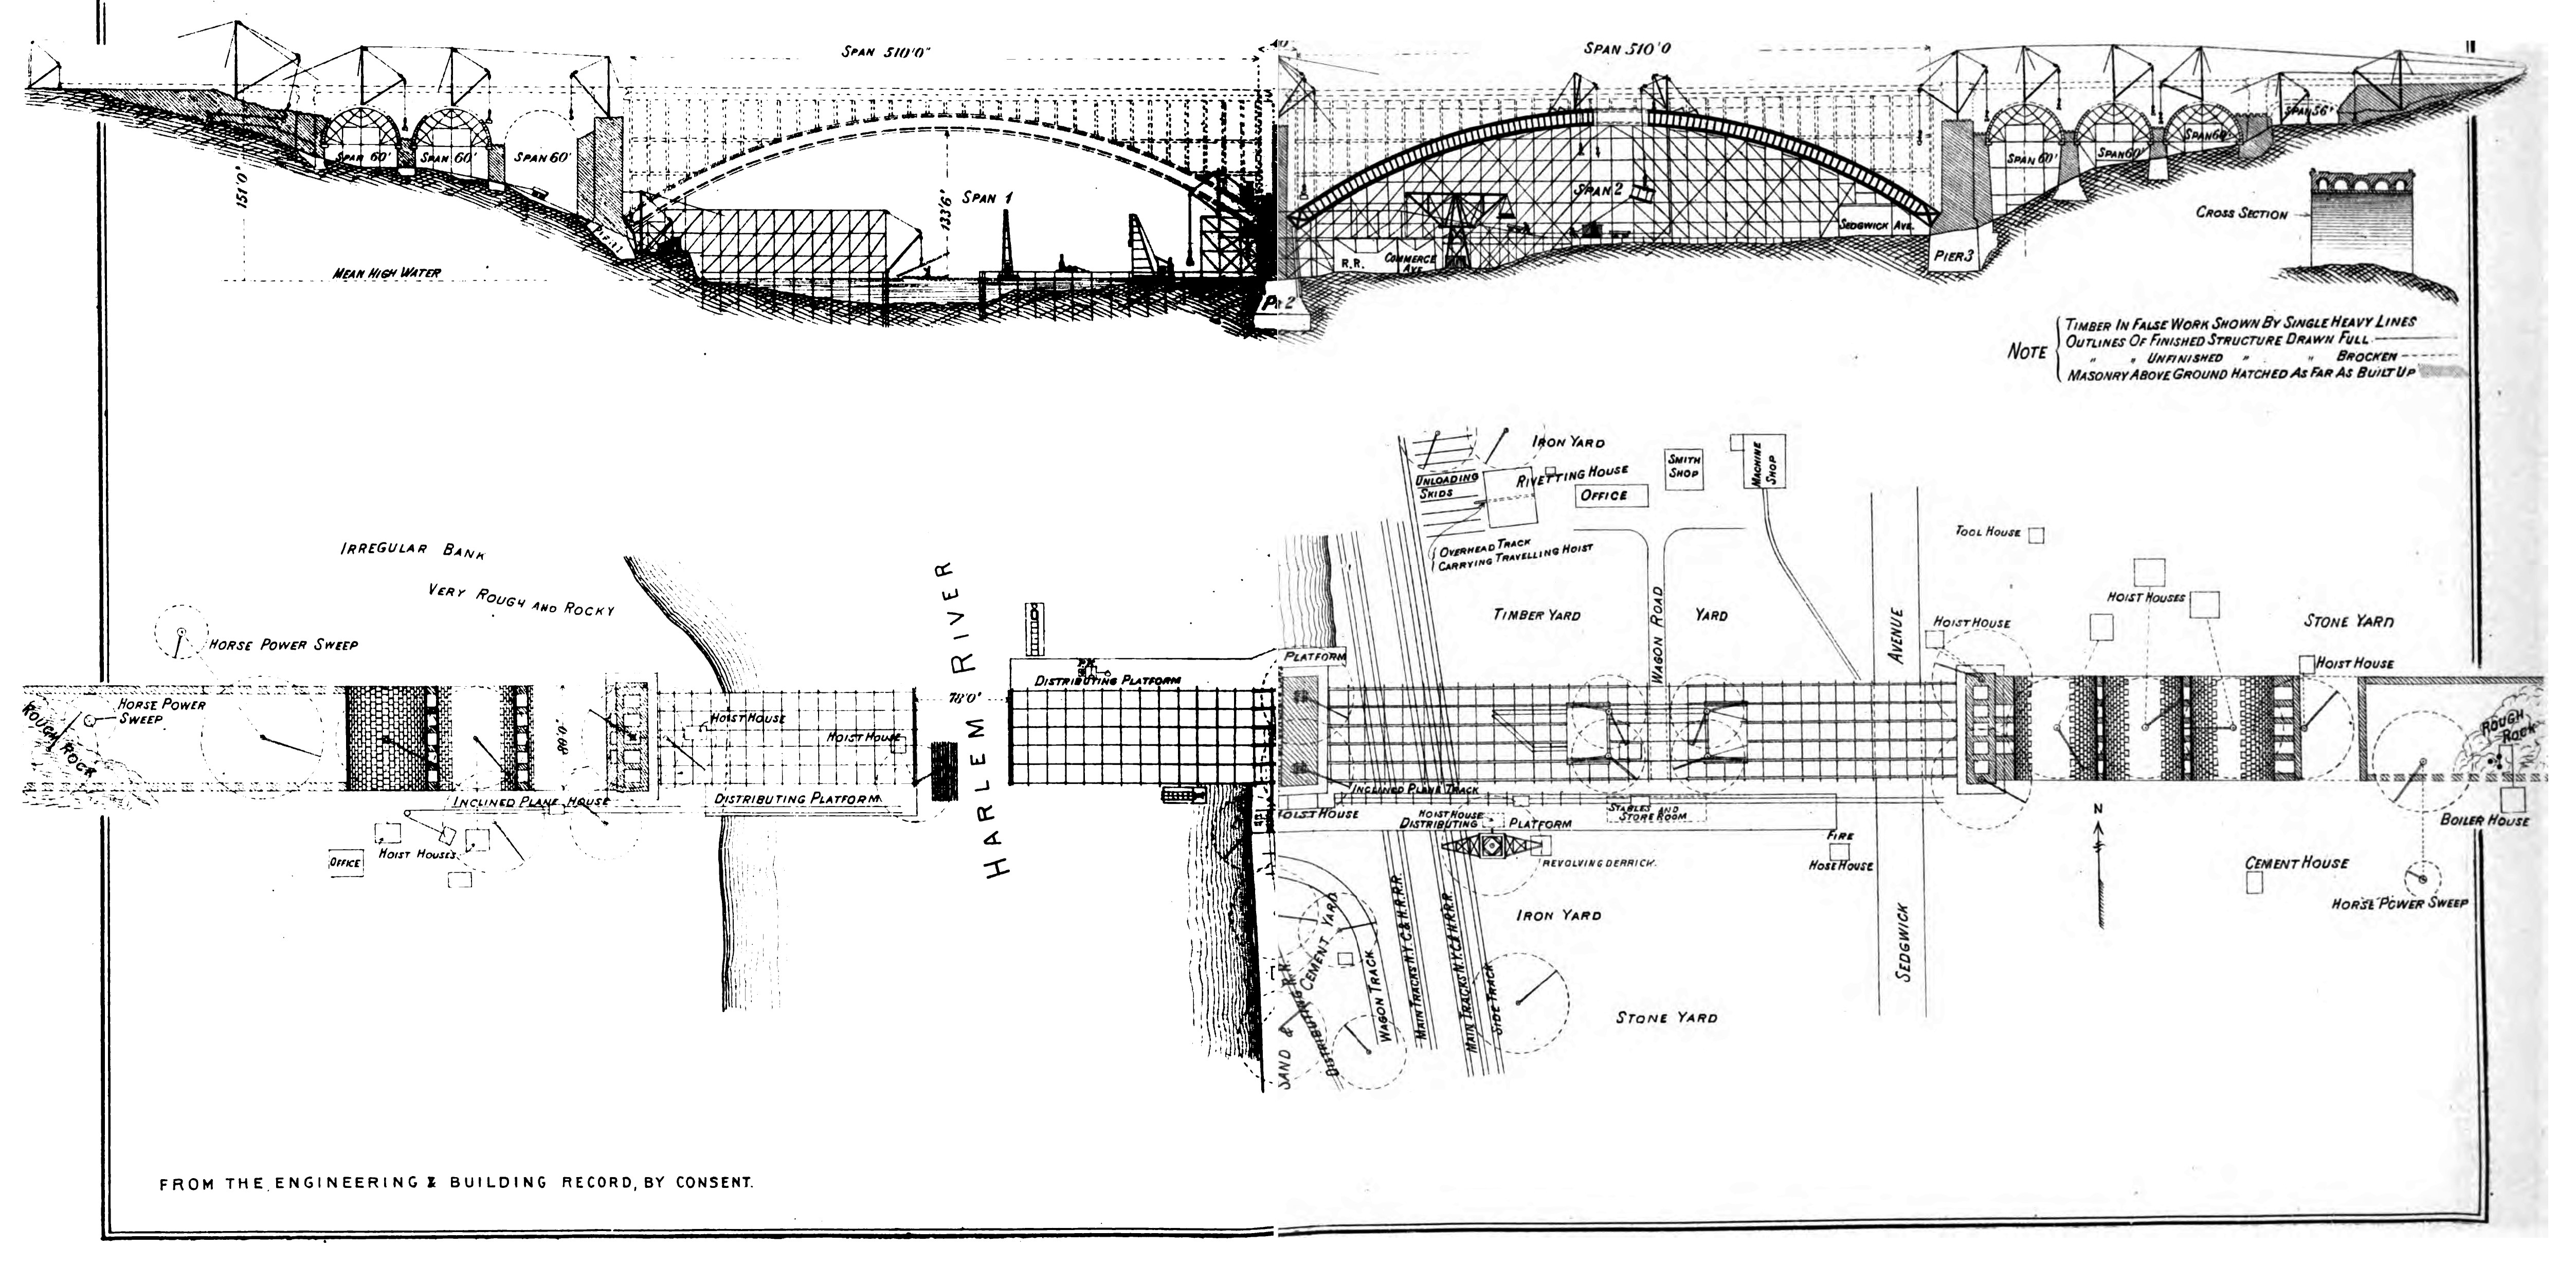 SPAN 510'0"
SPAN 510'0
SPAN 60'
SPAN 60'
SPAN 60'
151'0"
MEAN HIGH WATER
133'6"
SPAN 1
SPAN 2
R.R.
COMMERCE
AVE.
SEDGWICK AVE.
PIER 3
SPAN 60'
SPAN 60'
SPAN 60'
SPAN 56'
CROSS SECTION
NOTE
TIMBER IN FALSE WORK SHOWN BY SINGLE HEAVY LINES
OUTLINES OF FINISHED STRUCTURE DRAWN FULL
" " UNFINISHED " " BROCKEN
MASONRY ABOVE GROUND HATCHED AS FAR AS BUILT UP
IRREGULAR BANK
VERY ROUGH AND ROCKY
HORSE POWER SWEEP
HORSE POWER
SWEEP
ROUGH ROCK
80'0"
INCLINED PLANE HOUSE
HOIST HOUSES
OFFICE
HOIST HOUSE
HOIST HOUSE
DISTRIBUTING PLATFORM
78'0"
HARLEM RIVER
DISTRIBUTING PLATFORM
PLATFORM
UNLOADING
SKIDS
IRON YARD
RIVETTING HOUSE
OFFICE
SMITH
SHOP
MACHINE
SHOP
OVERHEAD TRACK
CARRYING TRAVELLING HOIST
TIMBER YARD
WAGON ROAD
YARD
SEDGWICK AVENUE
TOOL HOUSE
HOIST HOUSE
HOIST HOUSES
STONE YARD
HOIST HOUSE
ROUGH
ROCK
INCLINED PLANE TRACK
HOIST HOUSE
HOIST HOUSE
DISTRIBUTING PLATFORM
STABLES AND
STORE ROOM
REVOLVING DERRICK.
FIRE
HOSE HOUSE
N
BOILER HOUSE
CEMENT HOUSE
HORSE POWER SWEEP
IRON YARD
STONE YARD
SAND & CEMENT YARD
DISTRIBUTING R.R.
WAGON TRACK
MAIN TRACKS N.Y.C. & H.R.R.R.
MAIN TRACKS N.Y.C. & H.R.R.R.
SIDE TRACK
FROM THE ENGINEERING & BUILDING RECORD, BY CONSENT.